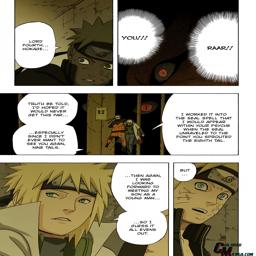 RAAR!!
YOU!!
LORD
FOURTH...
HOKAGE...
I WORKED IT INTO
THE SEAL SPELL THAT
I WOULD APPEAR
WITHIN YOUR PSYCHE
WHEN THE SEAL
UNRAVELED TO THE
POINT YOU SPROUTED
THE EIGHTH TAIL.
TRUTH BE TOLD,
I'D HOPED IT
WOULD NEVER GET
THIS FAR...
...ESPECIALLY
SINCE I DIDN'T
EVER WANT TO
SEE YOU AGAIN,
NINE TAILS.
BUT...
...THEN AGAIN,
I WAS
LOOKING
FORWARD TO
MEETING MY
SON AS A
YOUNG MAN...
...SO I
GUESS IT
ALL EVENS
OUT.